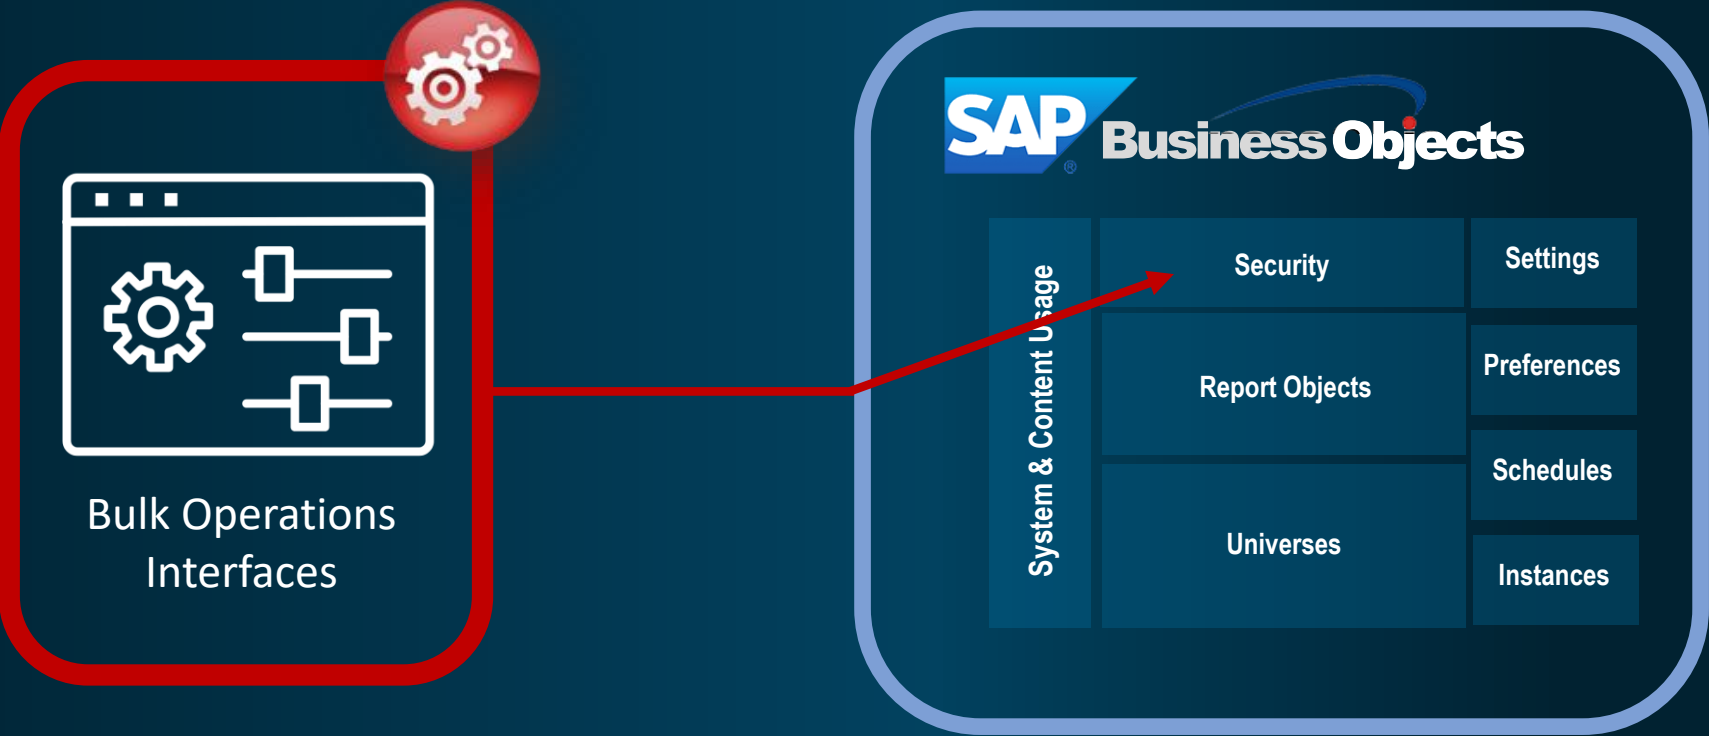 Bulk Operations
Interfaces
SAP
®
Business Objects
System & Content Usage
Security
Report Objects
Universes
Settings
Preferences
Schedules
Instances